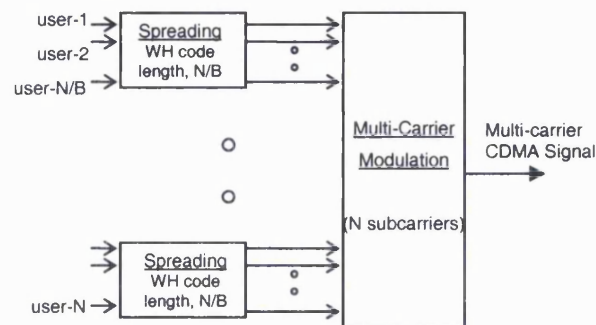 user-1
user-2
user-N/B
Spreading
WH code
length, N/B
Multi-Carrier
Modulation
(N subcarriers)
Multi-carrier
CDMA Signal
user-N
Spreading
WH code
length, N/B